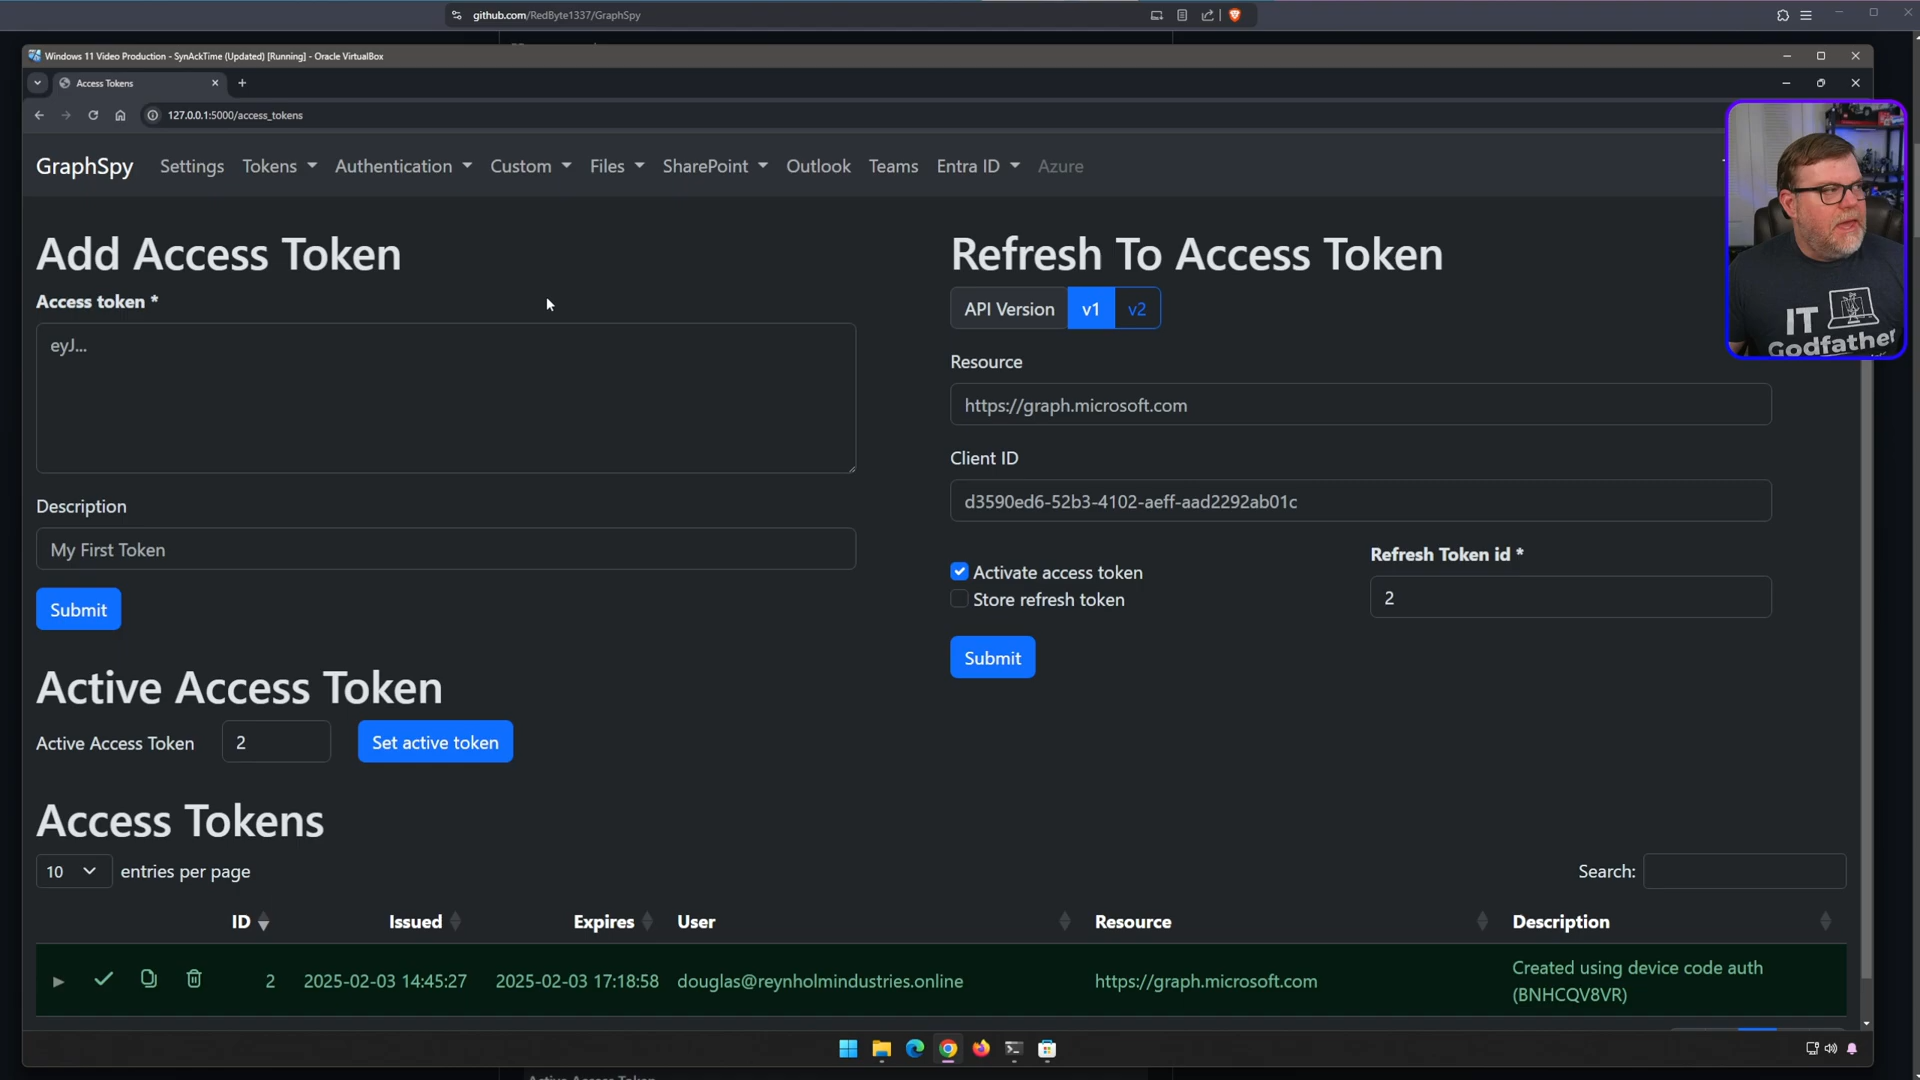 github.com/RedByte1337/GraphSpy
Windows 11 Video Production - SynAckTime (Updated) [Running] - Oracle VirtualBox
Access Tokens
127.0.0.1:5000/access_tokens
GraphSpy Settings Tokens Authentication Custom Files SharePoint Outlook Teams Entra ID Azure
Add Access Token
Access token *
eyJ...
Description
My First Token
Submit
Refresh To Access Token
API Version v1 v2
Resource
https://graph.microsoft.com
Client ID
d3590ed6-52b3-4102-aeff-aad2292ab01c
Activate access token
Store refresh token
Refresh Token id *
2
Submit
IT
Godfather
Active Access Token
Active Access Token 2 Set active token
Access Tokens
10 entries per page
Search:
ID Issued Expires User Resource Description
2 2025-02-03 14:45:27 2025-02-03 17:18:58 douglas@reynholmindustries.online https://graph.microsoft.com Created using device code auth
(BNHCQV8VR)